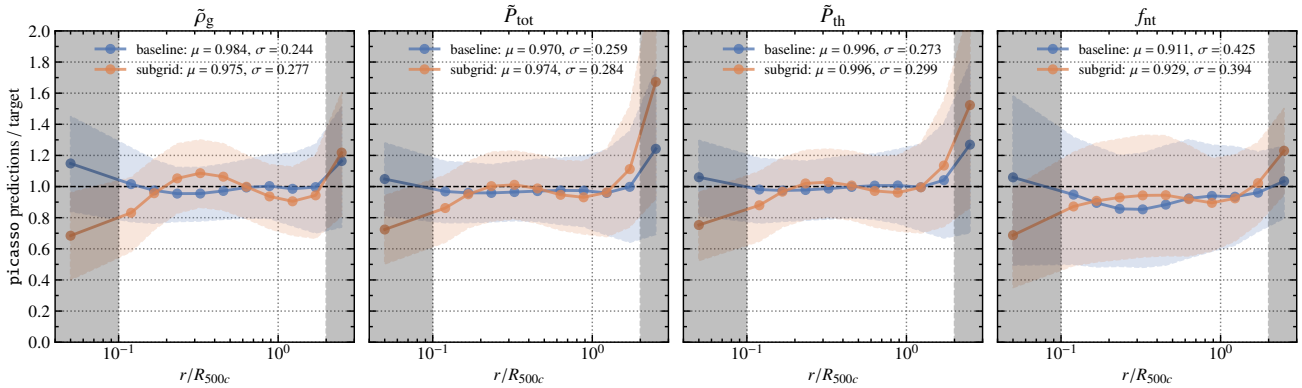 ρ̃g
baseline: μ = 0.984, σ = 0.244
subgrid: μ = 0.975, σ = 0.277
P̃tot
baseline: μ = 0.970, σ = 0.259
subgrid: μ = 0.974, σ = 0.284
P̃th
baseline: μ = 0.996, σ = 0.273
subgrid: μ = 0.996, σ = 0.299
fnt
baseline: μ = 0.911, σ = 0.425
subgrid: μ = 0.929, σ = 0.394
picasso predictions / target
2.0
1.8
1.6
1.4
1.2
1.0
0.8
0.6
0.4
0.2
0.0
10⁻¹ 10⁰
10⁻¹ 10⁰
10⁻¹ 10⁰
10⁻¹ 10⁰
r/R500c
r/R500c
r/R500c
r/R500c